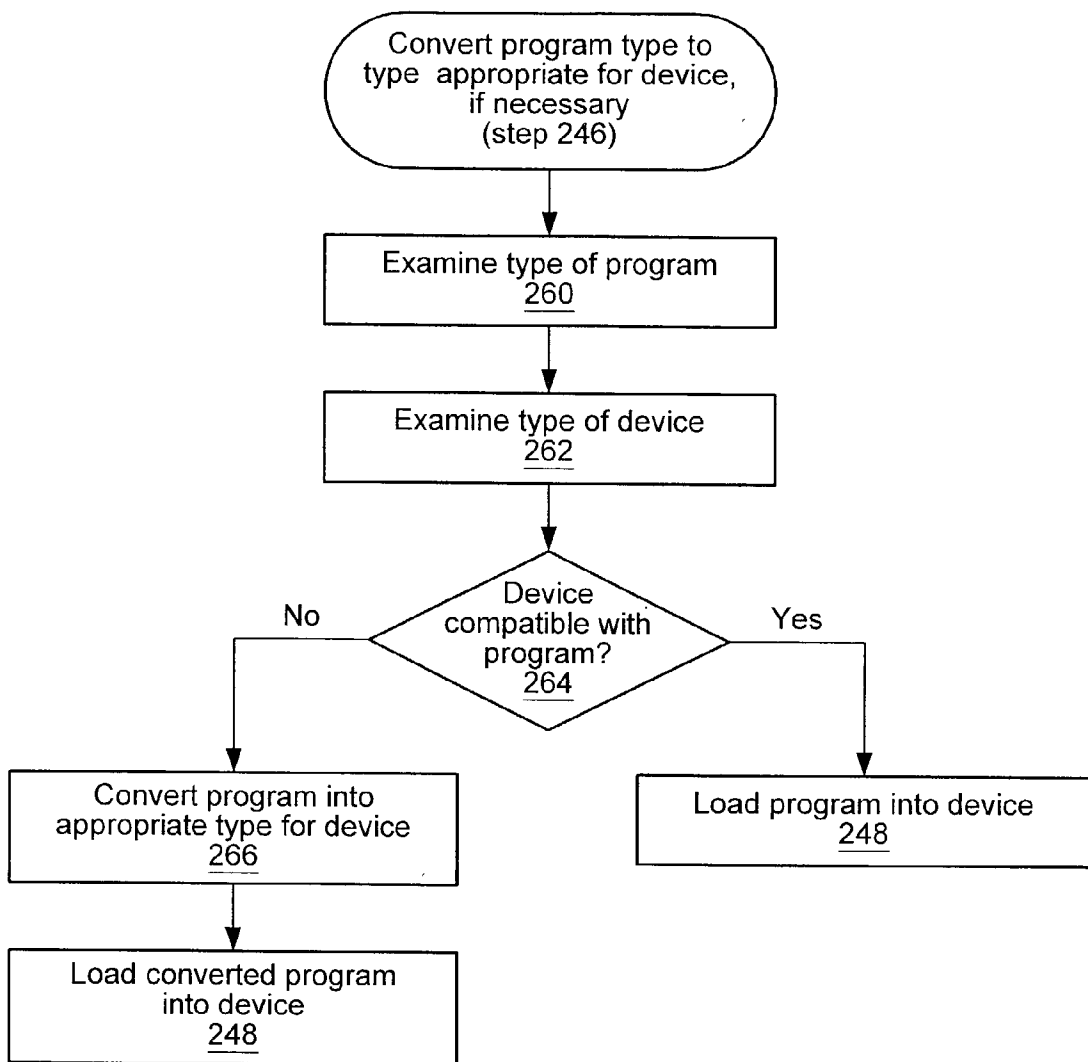 Convert program type to
type appropriate for device,
if necessary
(step 246)
Examine type of program
260
Examine type of device
262
Device
compatible with
program?
264
No
Yes
Convert program into
appropriate type for device
266
Load program into device
248
Load converted program
into device
248